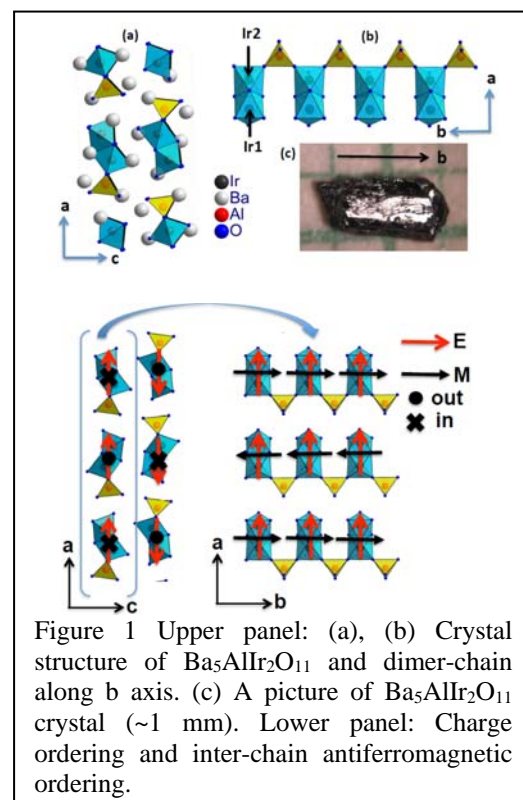 (a)
Ir2
(b)
a
b
Ir1
(c)
b
Ir
Ba
Al
O
a
c
E
M
out
in
a
c
a
b
Figure 1 Upper panel: (a), (b) Crystal
structure of Ba₅AlIr₂O₁₁ and dimer-chain
along b axis. (c) A picture of Ba₅AlIr₂O₁₁
crystal (~1 mm). Lower panel: Charge
ordering and inter-chain antiferromagnetic
ordering.